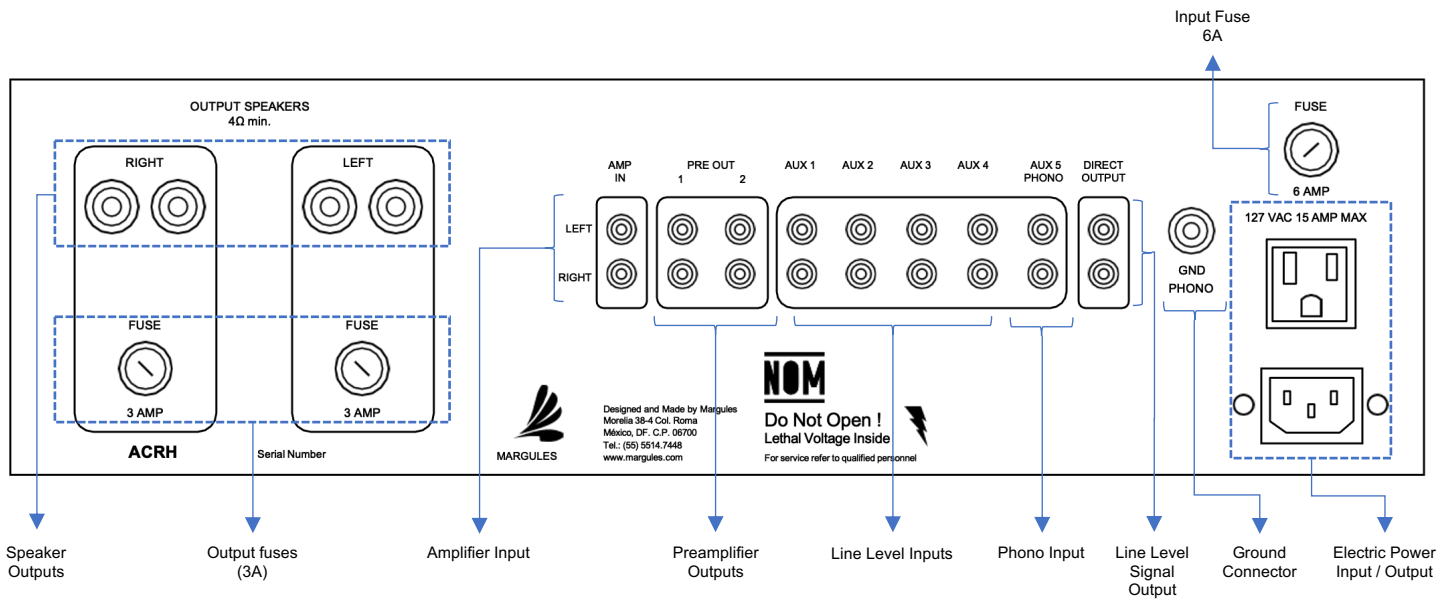 Input Fuse
6A
OUTPUT SPEAKERS
4Ω min.
RIGHT
LEFT
FUSE
3 AMP
FUSE
3 AMP
ACRH
Serial Number
AMP
IN
PRE OUT
1 2
AUX 1
AUX 2
AUX 3
AUX 4
AUX 5
PHONO
DIRECT
OUTPUT
LEFT
RIGHT
GND
PHONO
FUSE
6 AMP
127 VAC 15 AMP MAX
MARGULES
Designed and Made by Margules
Morelia 38-4 Col. Roma
México, DF. C.P. 06700
Tel.: (55) 5514.7448
www.margules.com
NOM
Do Not Open !
Lethal Voltage Inside
For service refer to qualified personnel
Speaker
Outputs
Output fuses
(3A)
Amplifier Input
Preamplifier
Outputs
Line Level Inputs
Phono Input
Line Level
Signal
Output
Ground
Connector
Electric Power
Input / Output